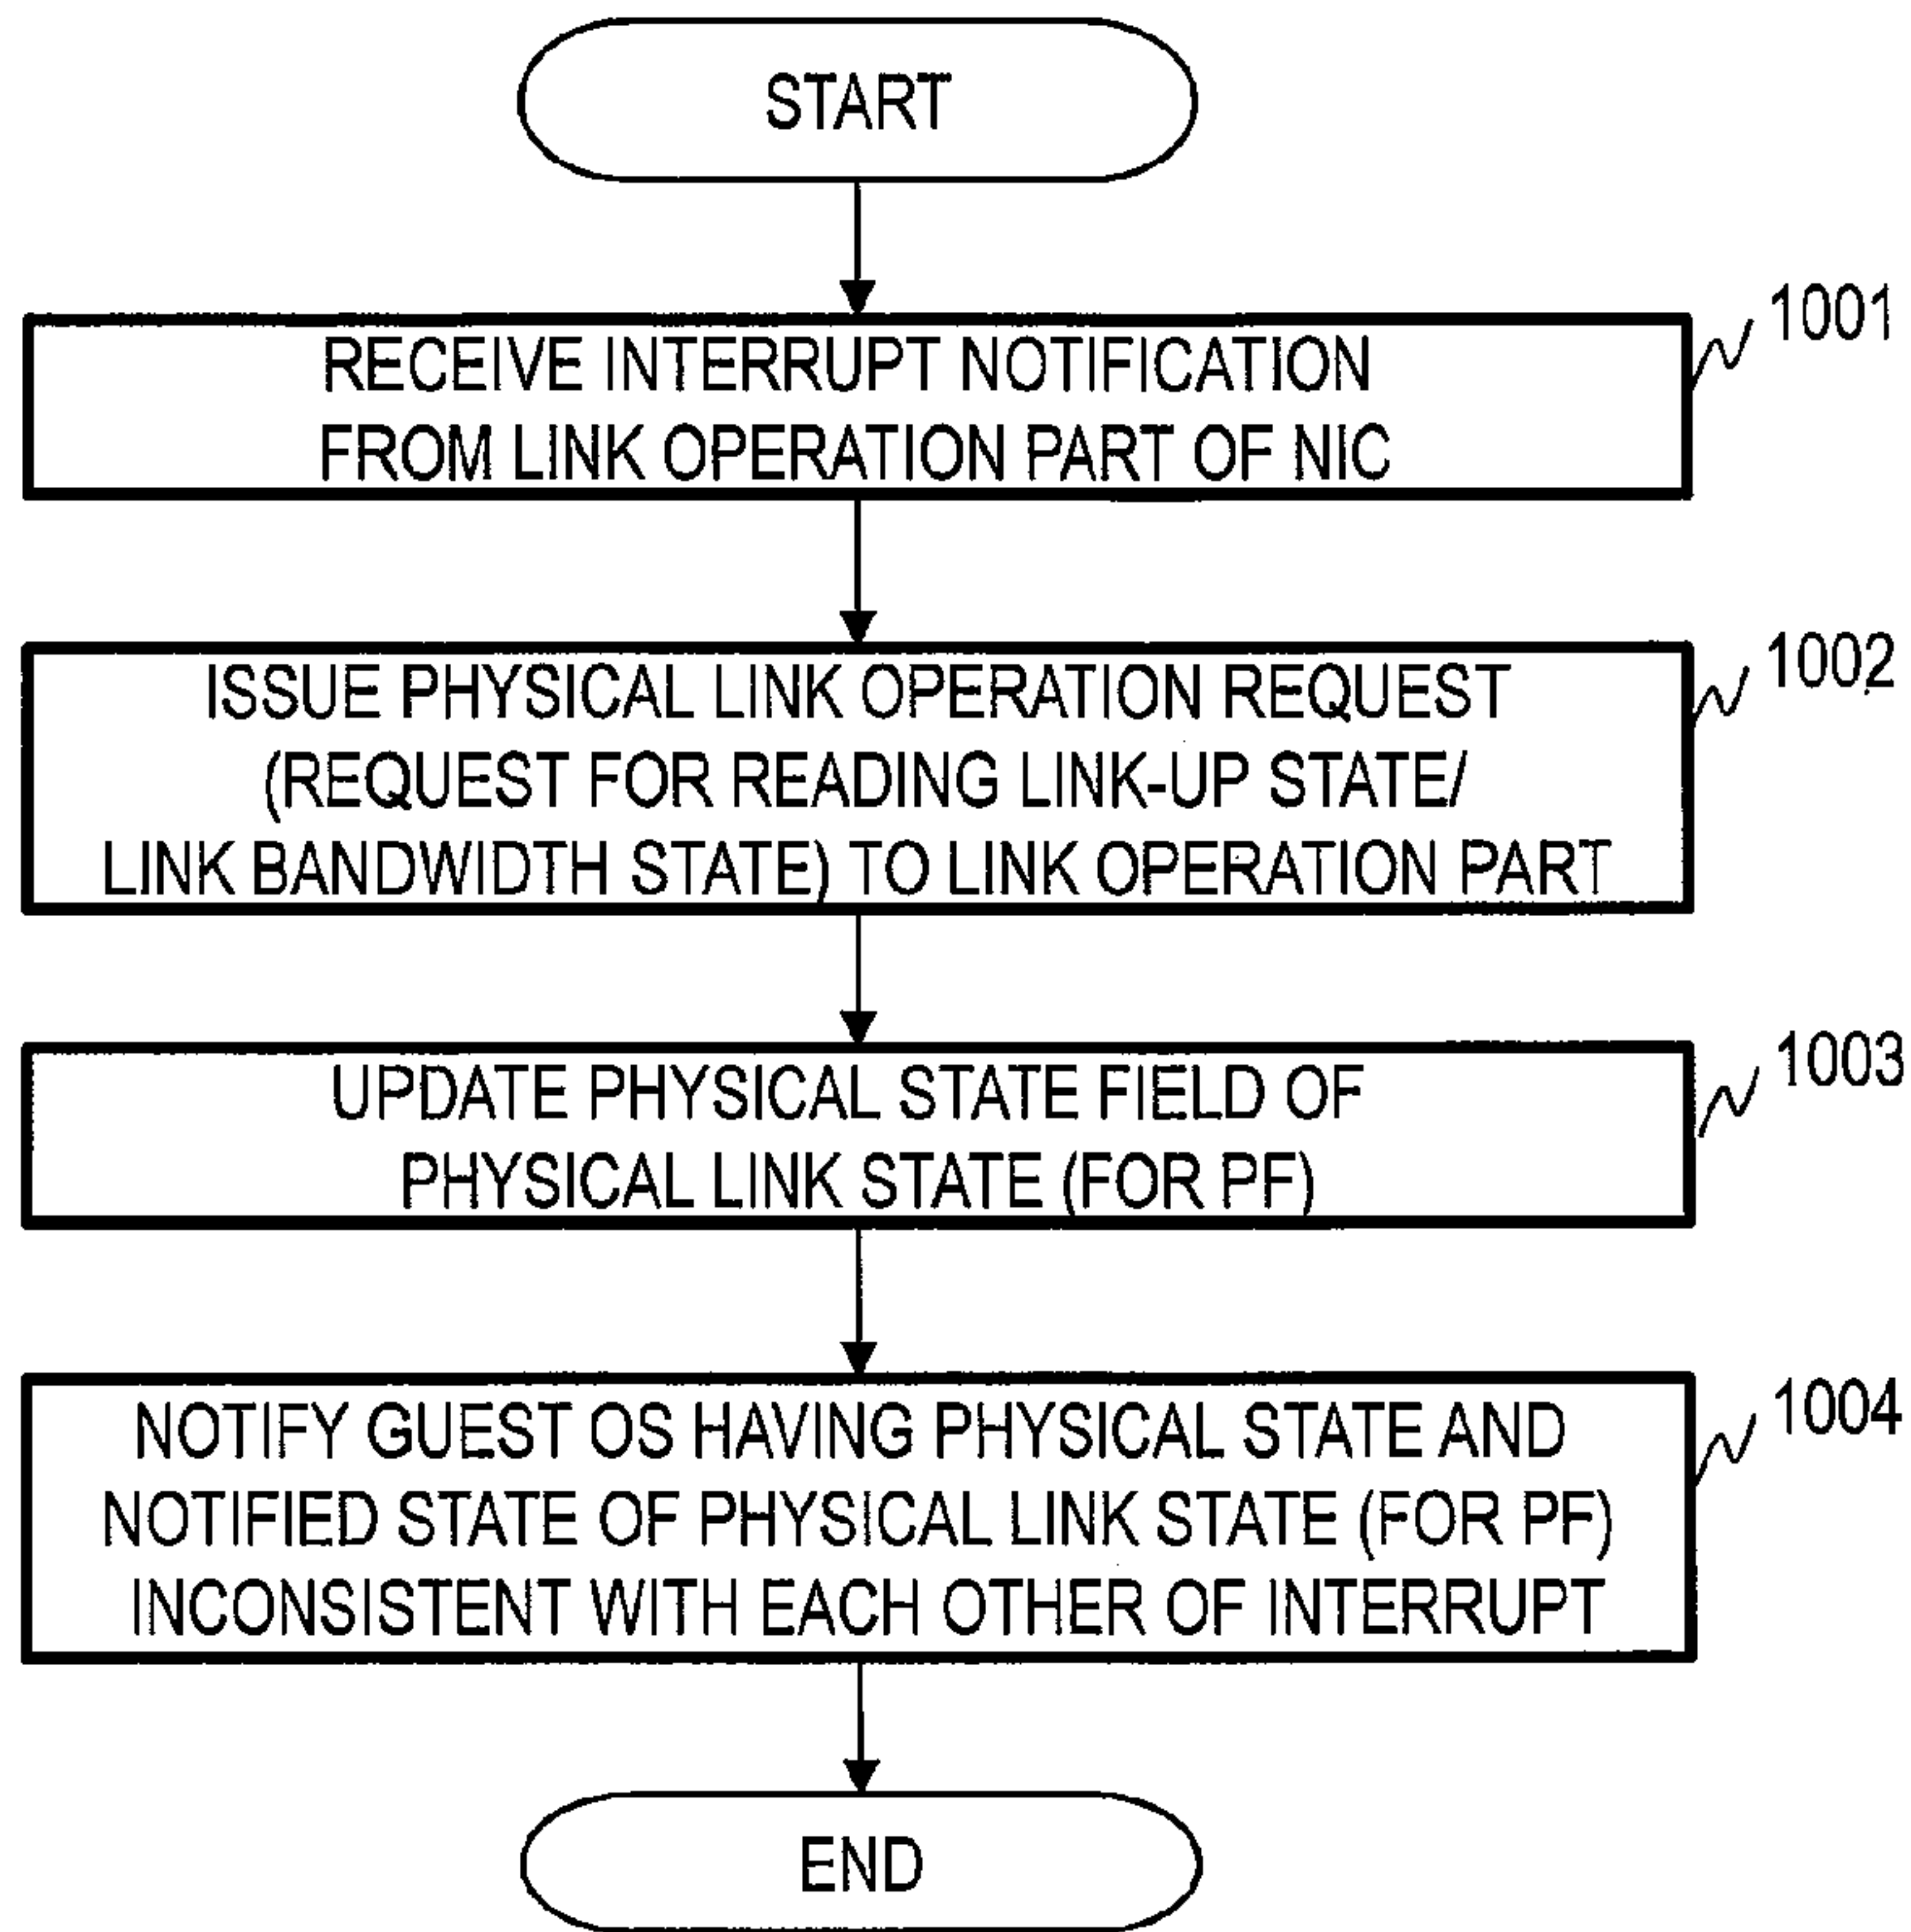 START
1001
RECEIVE INTERRUPT NOTIFICATION
FROM LINK OPERATION PART OF NIC
1002
ISSUE PHYSICAL LINK OPERATION REQUEST
(REQUEST FOR READING LINK-UP STATE/
LINK BANDWIDTH STATE) TO LINK OPERATION PART
1003
UPDATE PHYSICAL STATE FIELD OF
PHYSICAL LINK STATE (FOR PF)
1004
NOTIFY GUEST OS HAVING PHYSICAL STATE AND
NOTIFIED STATE OF PHYSICAL LINK STATE (FOR PF)
INCONSISTENT WITH EACH OTHER OF INTERRUPT
END